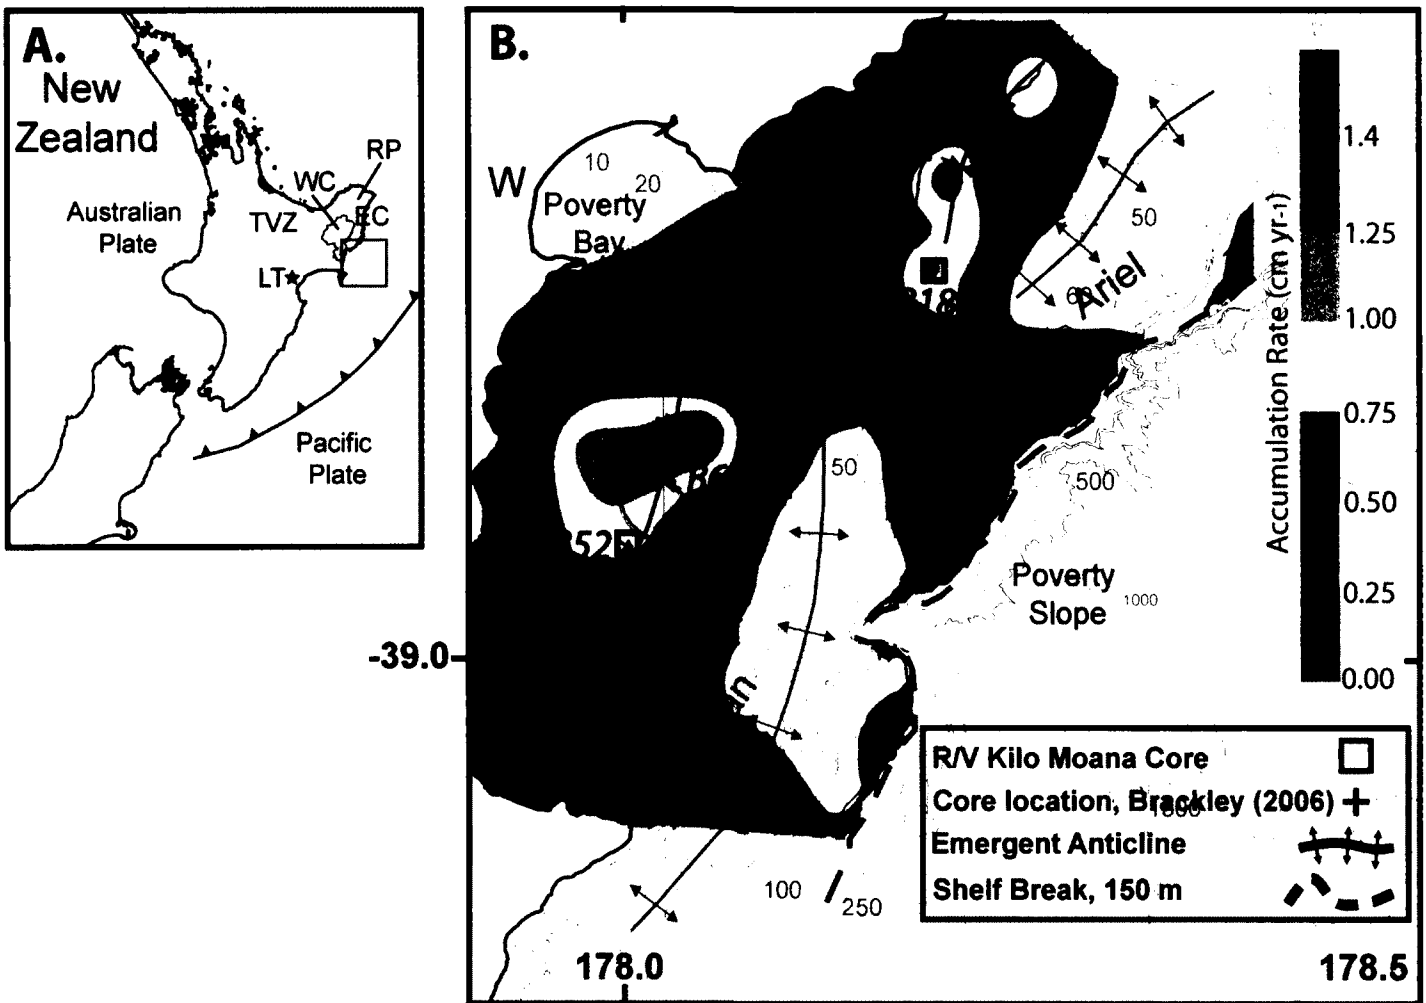 A.
New
Zealand
RP
WC
Australian
Plate
TVZ
EC
LT
Pacific
Plate
B.
W
10
20
Poverty
Bay
50
60
Ariel
318
50
52
500
Poverty
Slope
1000
-39.0
100
250
178.0
178.5
Accumulation Rate (cm yr-1)
1.4
1.25
1.00
0.75
0.50
0.25
0.00
R/V Kilo Moana Core
Core location, Brackley (2006)
Emergent Anticline
Shelf Break, 150 m